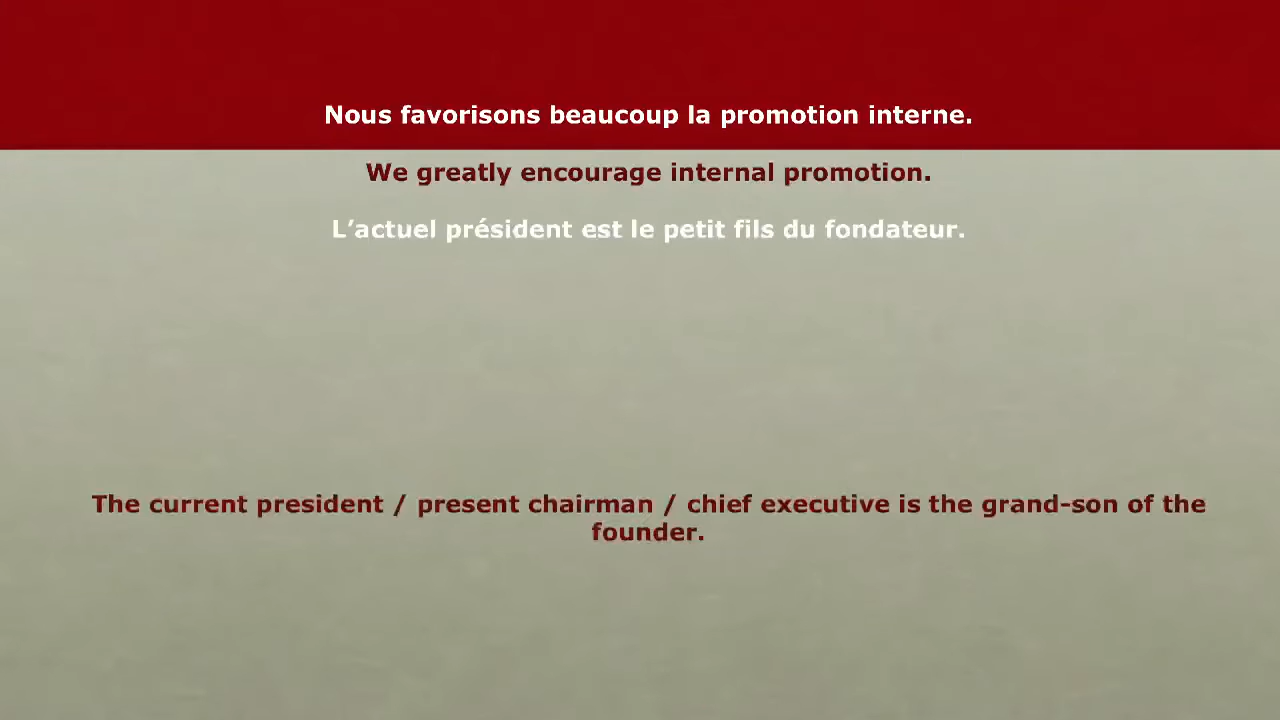 Nous favorisons beaucoup la promotion interne.
We greatly encourage internal promotion.
L’actuel président est le petit fils du fondateur.
The current president / present chairman / chief executive is the grand-son of the
founder.